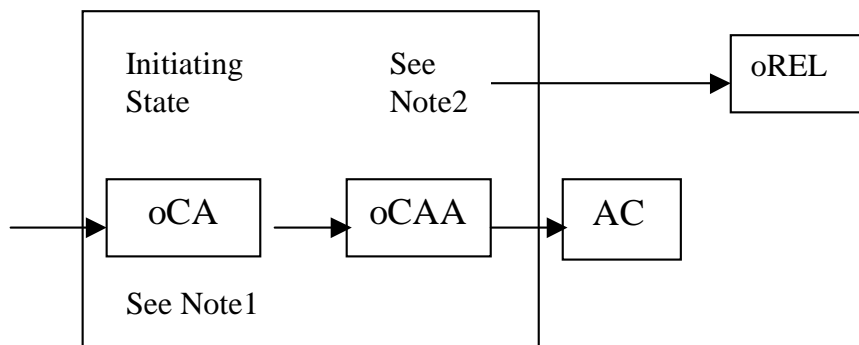 Initiating
State
See
Note2
oREL
oCA
oCAA
AC
See Note1